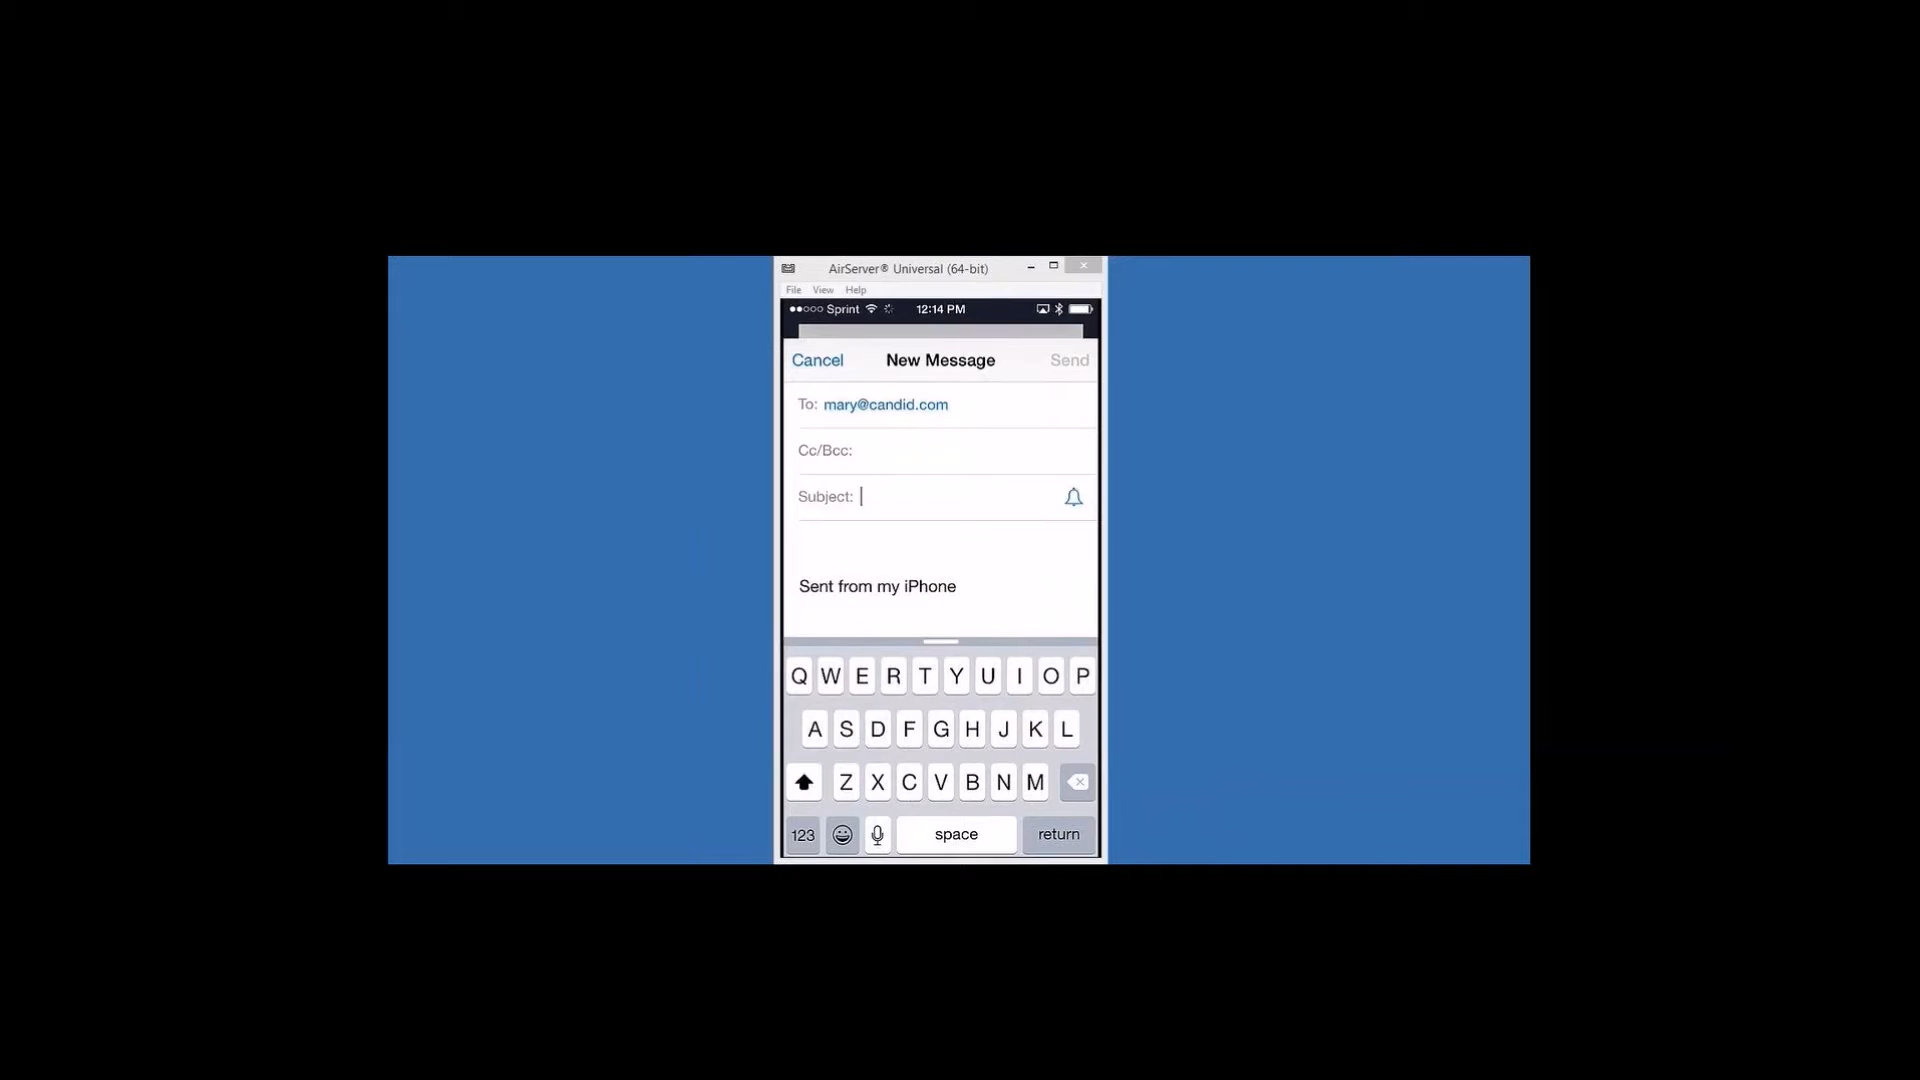 AirServer® Universal (64-bit)
File View Help
Sprint 12:14 PM
Cancel New Message Send
To: mary@candid.com
Cc/Bcc:
Subject:
Sent from my iPhone
Q W E R T Y U I O P
A S D F G H J K L
Z X C V B N M
123 space return